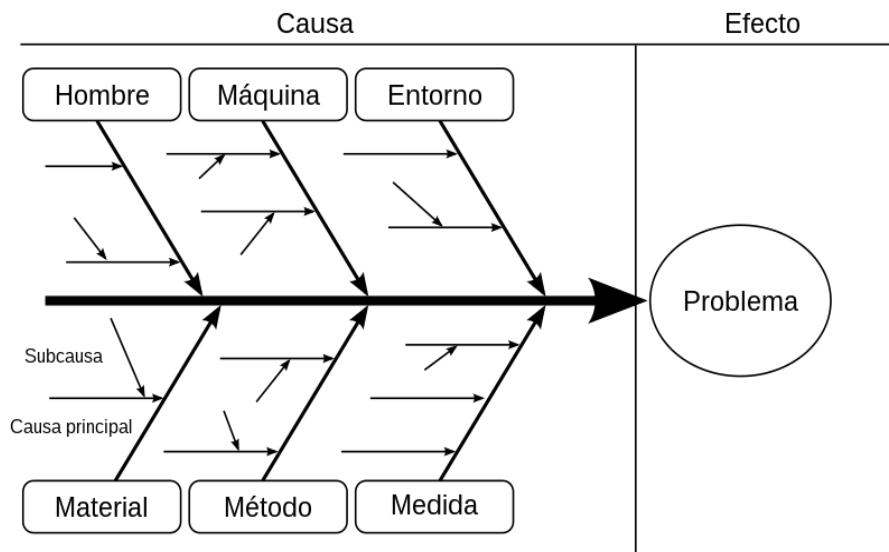 Causa
Efecto
Hombre
Máquina
Entorno
Problema
Subcausa
Causa principal
Material
Método
Medida